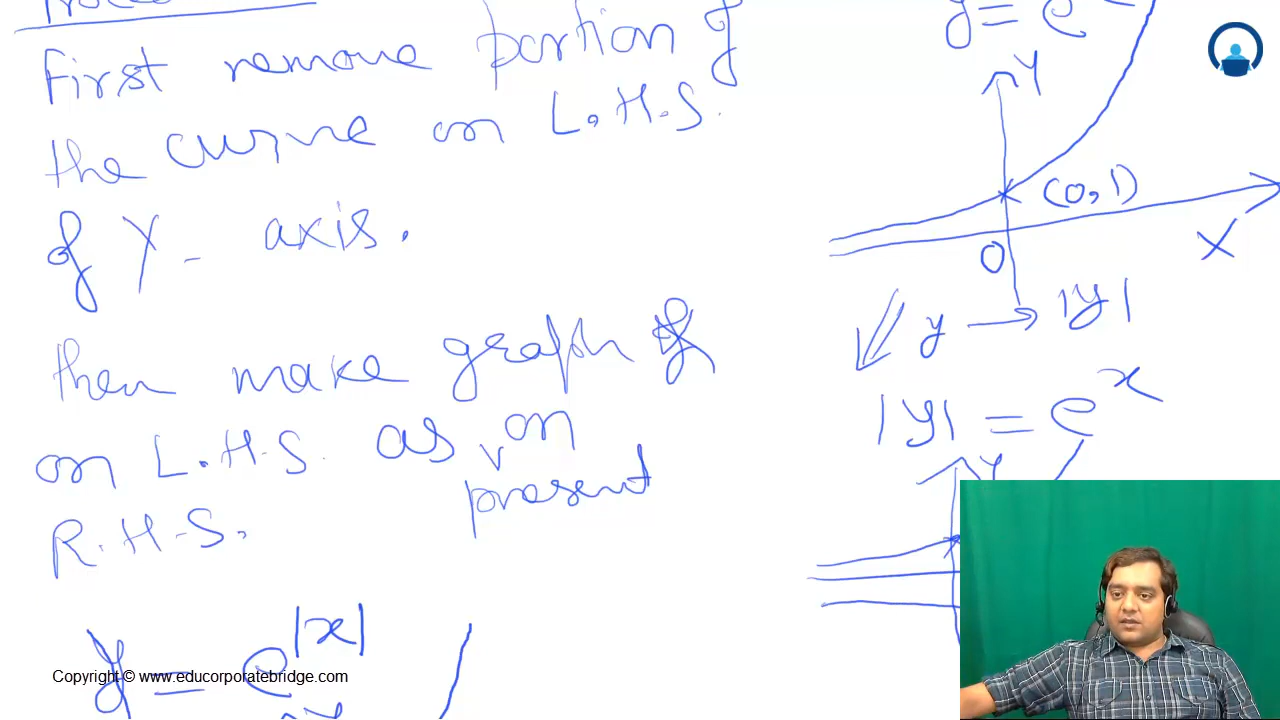 First remove portion of
the curve on L.H.S.
of Y-axis.
then make graph of
on L.H.S. as on
present
R.H.S.
y = e^|x|
Copyright © www.educorporatebridge.com
y = e
Y
(0,1)
O
X
y → |y|
|y| = e^x
Y